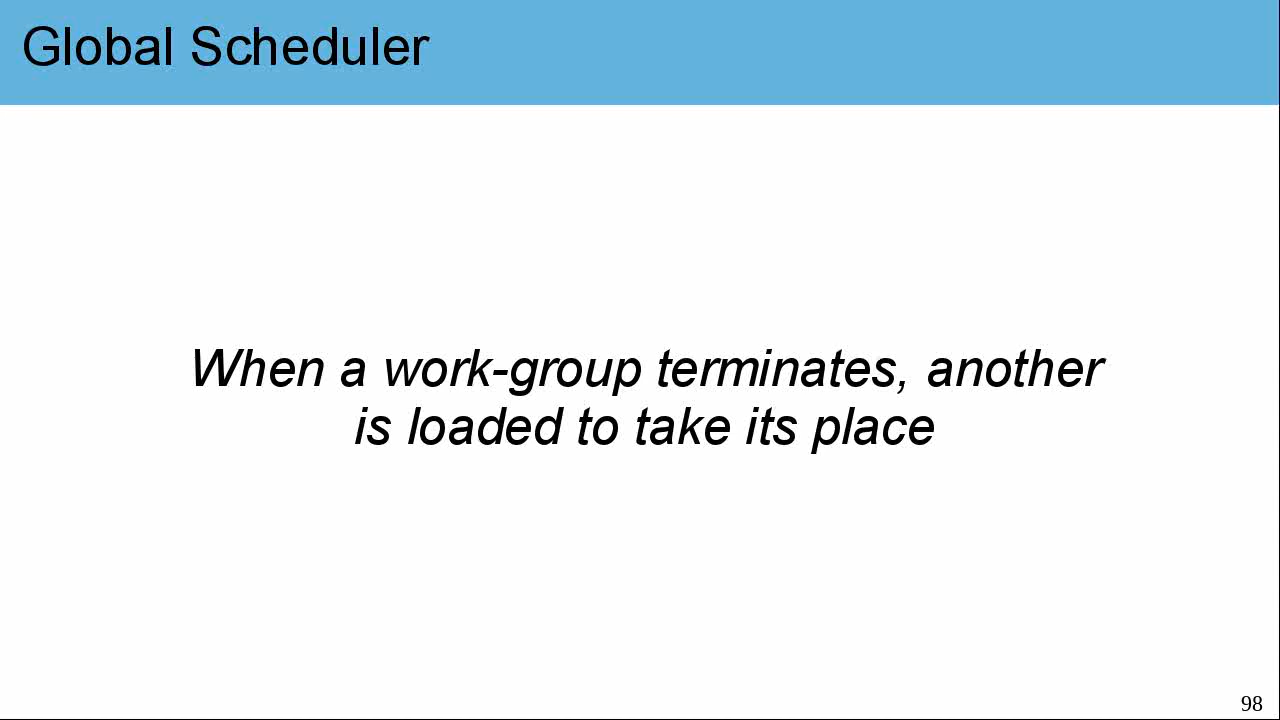 Global Scheduler
When a work-group terminates, another
is loaded to take its place
98